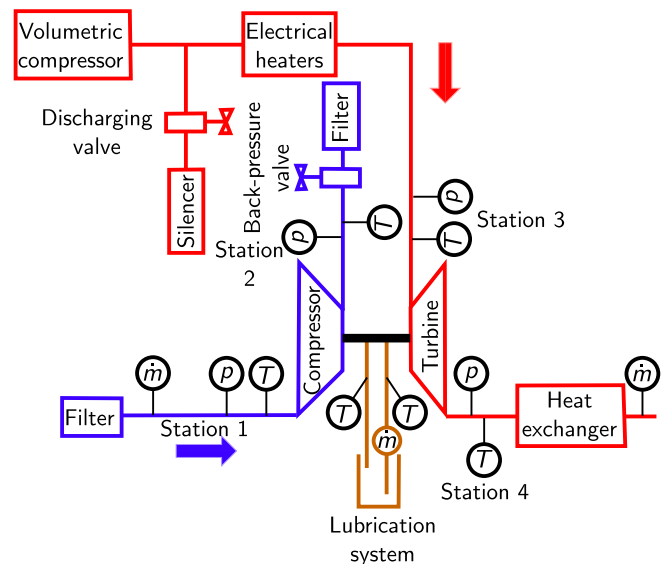 Volumetric
compressor
Electrical
heaters
Discharging
valve
Silencer
Back-pressure
valve
Filter
p
T
Station
2
p
T
Station 3
Compressor
Turbine
ṁ
p
T
Filter
Station 1
T
T
ṁ
Lubrication
system
p
T
Station 4
Heat
exchanger
ṁ